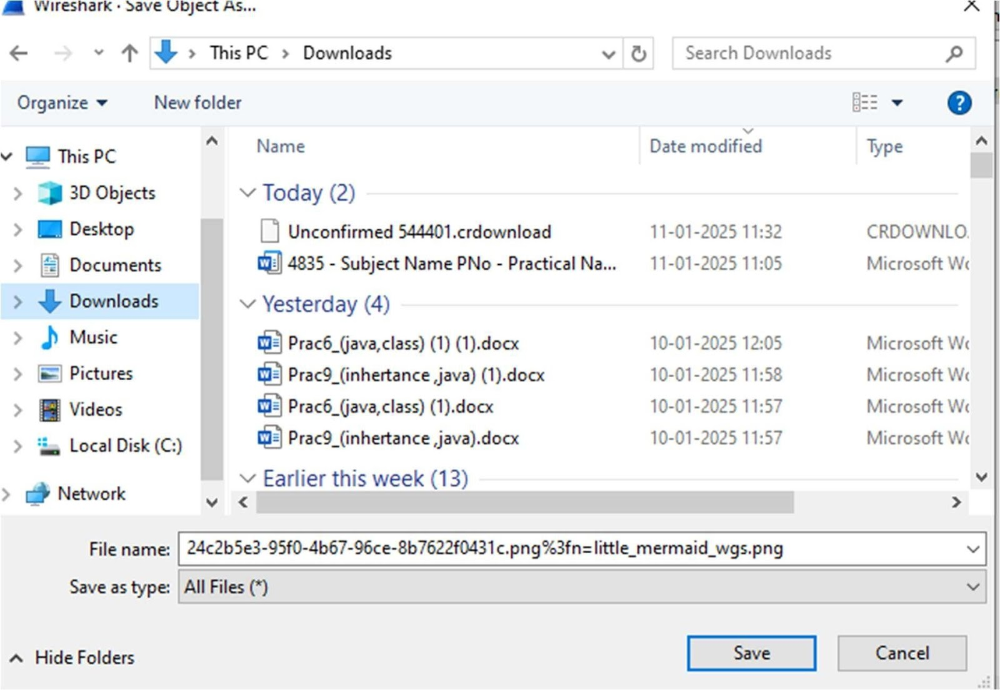 Wireshark · Save Object As...
This PC > Downloads
Search Downloads
Organize
New folder
?
Name
Date modified
Type
This PC
3D Objects
Desktop
Documents
Downloads
Music
Pictures
Videos
Local Disk (C:)
Network
Today (2)
Unconfirmed 544401.crdownload 11-01-2025 11:32 CRDOWNLO
4835 - Subject Name PNo - Practical Na... 11-01-2025 11:05 Microsoft Wo
Yesterday (4)
Prac6_(java,class) (1) (1).docx 10-01-2025 12:05 Microsoft Wo
Prac9_(inhertance ,java) (1).docx 10-01-2025 11:58 Microsoft Wo
Prac6_(java,class) (1).docx 10-01-2025 11:57 Microsoft Wo
Prac9_(inhertance ,java).docx 10-01-2025 11:57 Microsoft Wo
Earlier this week (13)
File name: 24c2b5e3-95f0-4b67-96ce-8b7622f0431c.png%3fn=little_mermaid_wgs.png
Save as type: All Files (*)
Hide Folders
Save
Cancel